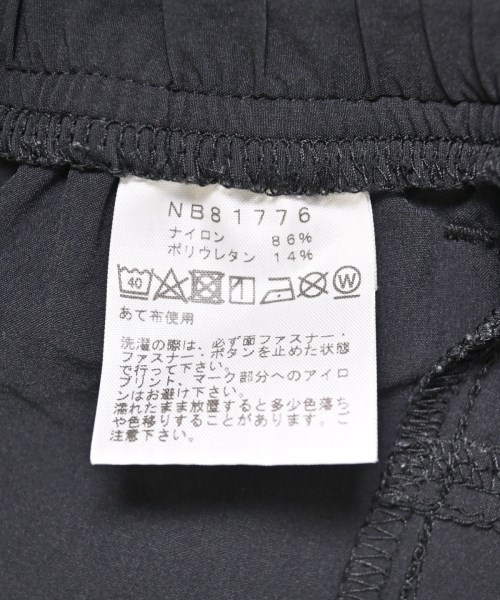 NB81776
ナイロン 86%
ポリウレタン 14%
40 W
あて布使用
洗濯の際は、必ず面ファスナー・
ファスナー・ボタンを止めた状態
で行って下さい。
プリント、マーク部分へのアイロ
ンはお避け下さい。
濡れたまま放置すると多少色落ち
や色移りすることがあります。ご
注意下さい。